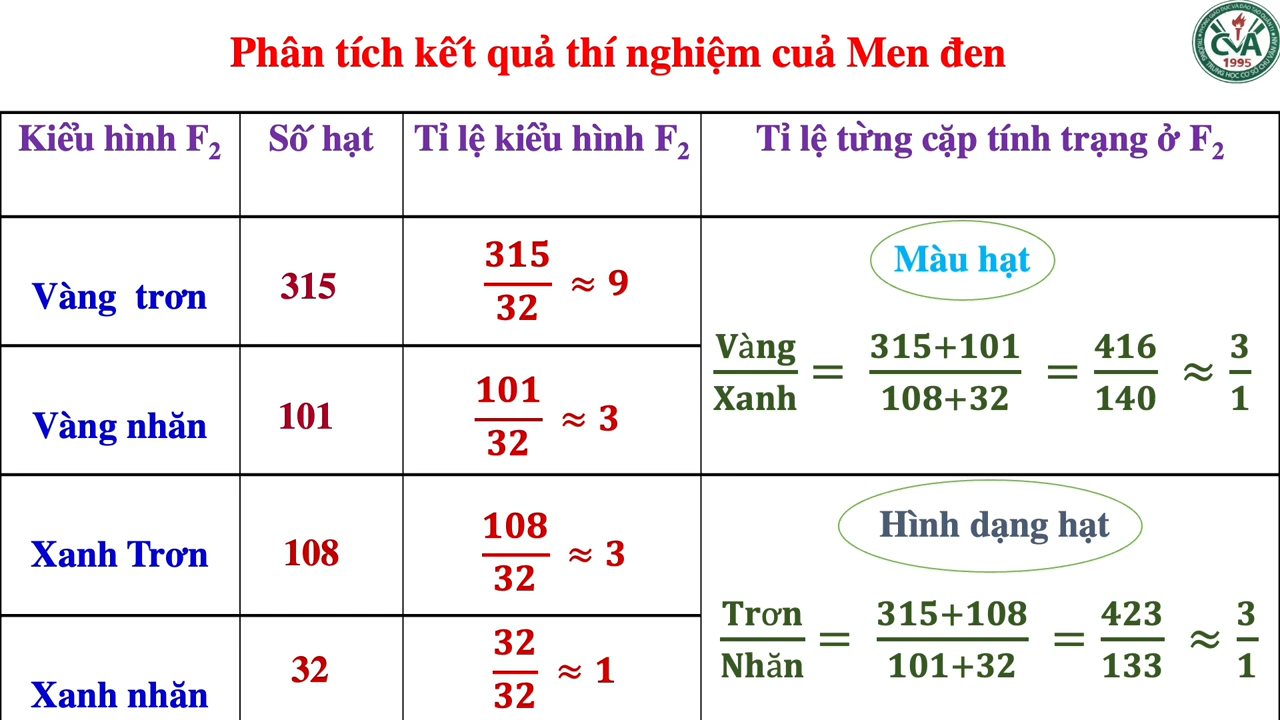 Phân tích kết quả thí nghiệm cuả Men đen
CVA
1995
Kiểu hình F2
Số hạt
Tỉ lệ kiểu hình F2
Tỉ lệ từng cặp tính trạng ở F2
Vàng trơn
315
315/32 ≈ 9
Màu hạt
Vàng/Xanh = 315+101/108+32 = 416/140 ≈ 3/1
Vàng nhăn
101
101/32 ≈ 3
Xanh Trơn
108
108/32 ≈ 3
Hình dạng hạt
Trơn/Nhăn = 315+108/101+32 = 423/133 ≈ 3/1
Xanh nhăn
32
32/32 ≈ 1